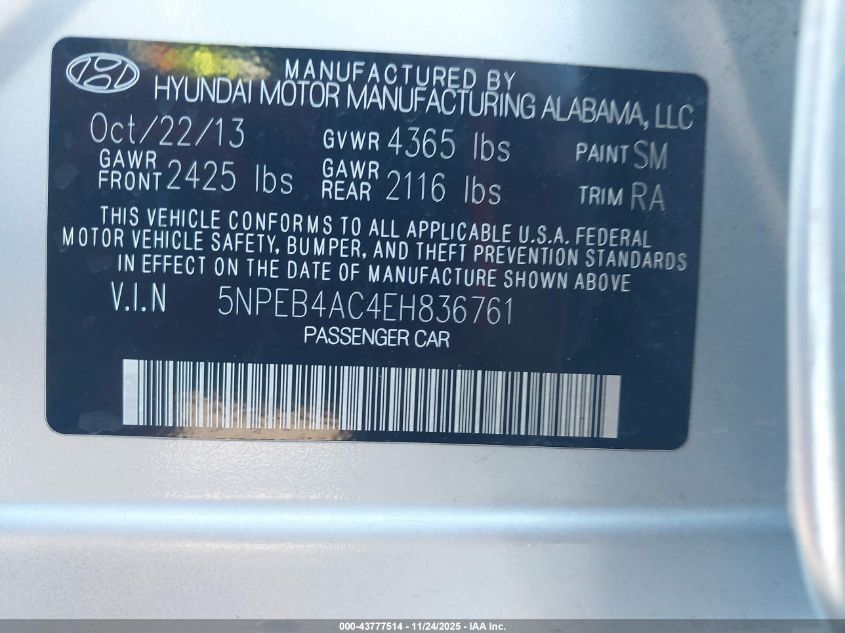 MANUFACTURED BY
HYUNDAI MOTOR MANUFACTURING ALABAMA, LLC
Oct/22/13 GVWR 4365 lbs PAINT SM
GAWR FRONT 2425 lbs GAWR REAR 2116 lbs TRIM RA
THIS VEHICLE CONFORMS TO ALL APPLICABLE U.S.A. FEDERAL
MOTOR VEHICLE SAFETY, BUMPER, AND THEFT PREVENTION STANDARDS
IN EFFECT ON THE DATE OF MANUFACTURE SHOWN ABOVE
V.I.N 5NPEB4AC4EH836761
PASSENGER CAR
000-43777514 - 11/24/2025 - IAA Inc.